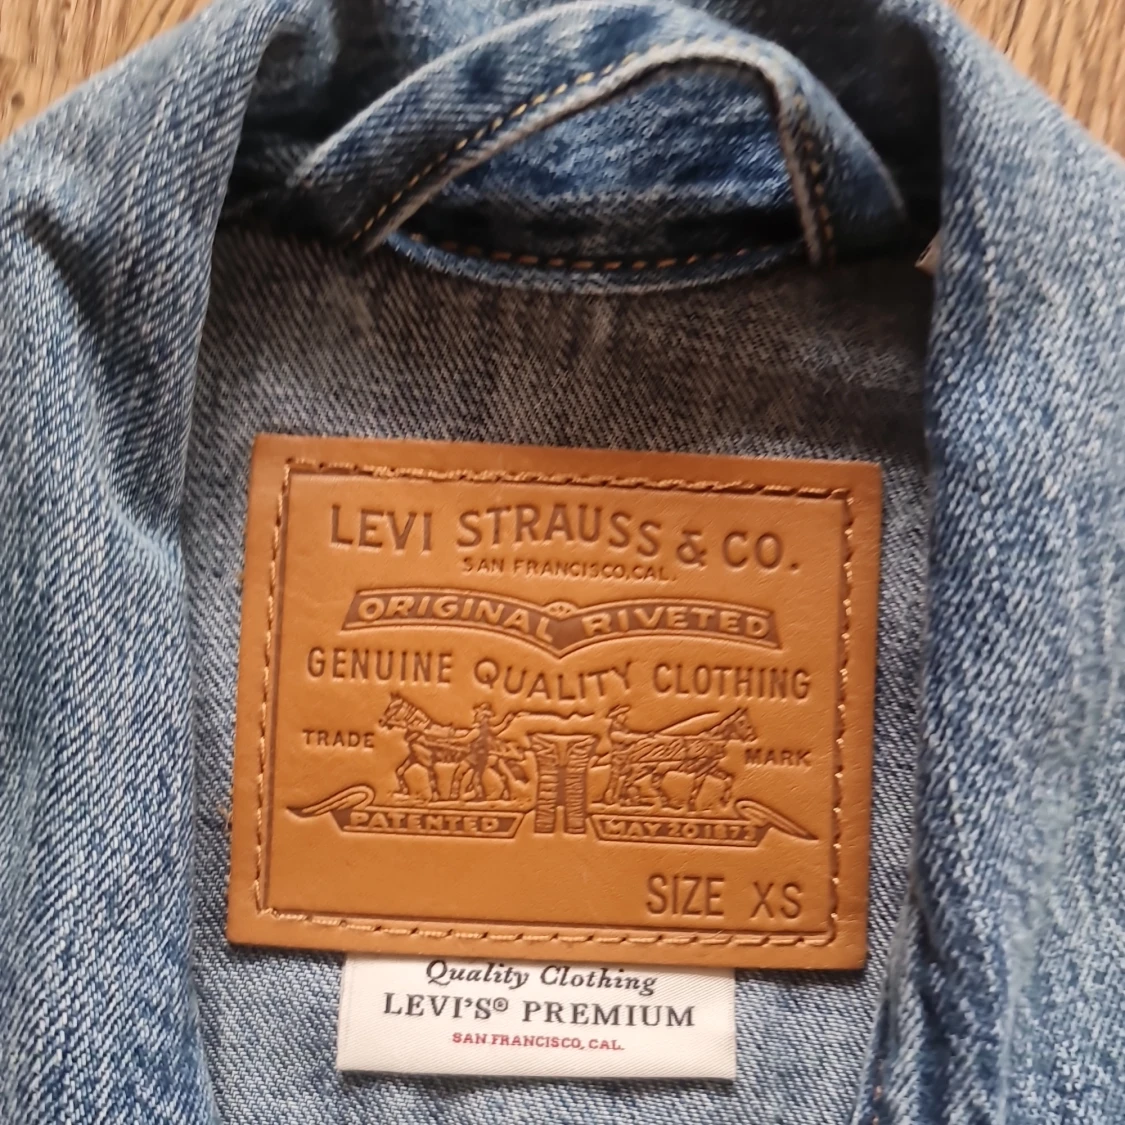 LEVI STRAUSS & CO.
SAN FRANCISCO, CAL.
ORIGINAL RIVETED
GENUINE QUALITY CLOTHING
TRADE MARK
PATENTED MAY 20 1873
SIZE XS
Quality Clothing
LEVI'S® PREMIUM
SAN FRANCISCO, CAL.